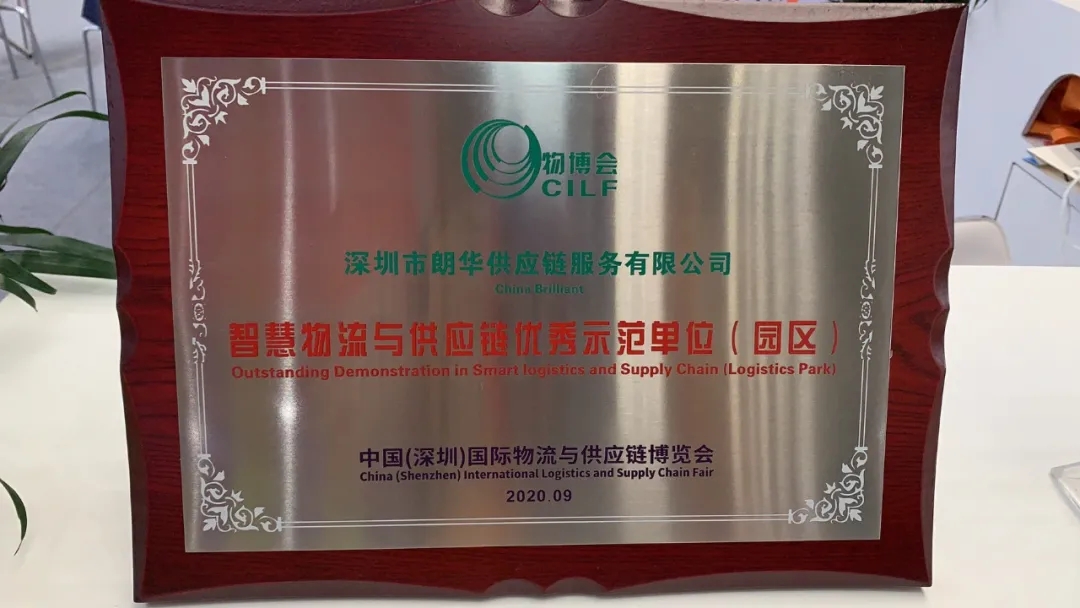 物博会
CILF
深圳市朗华供应链服务有限公司
China Brilliant
智慧物流与供应链优秀示范单位（园区）
Outstanding Demonstration in Smart logistics and Supply Chain (Logistics Park)
中国(深圳)国际物流与供应链博览会
China (Shenzhen) International Logistics and Supply Chain Fair
2020.09